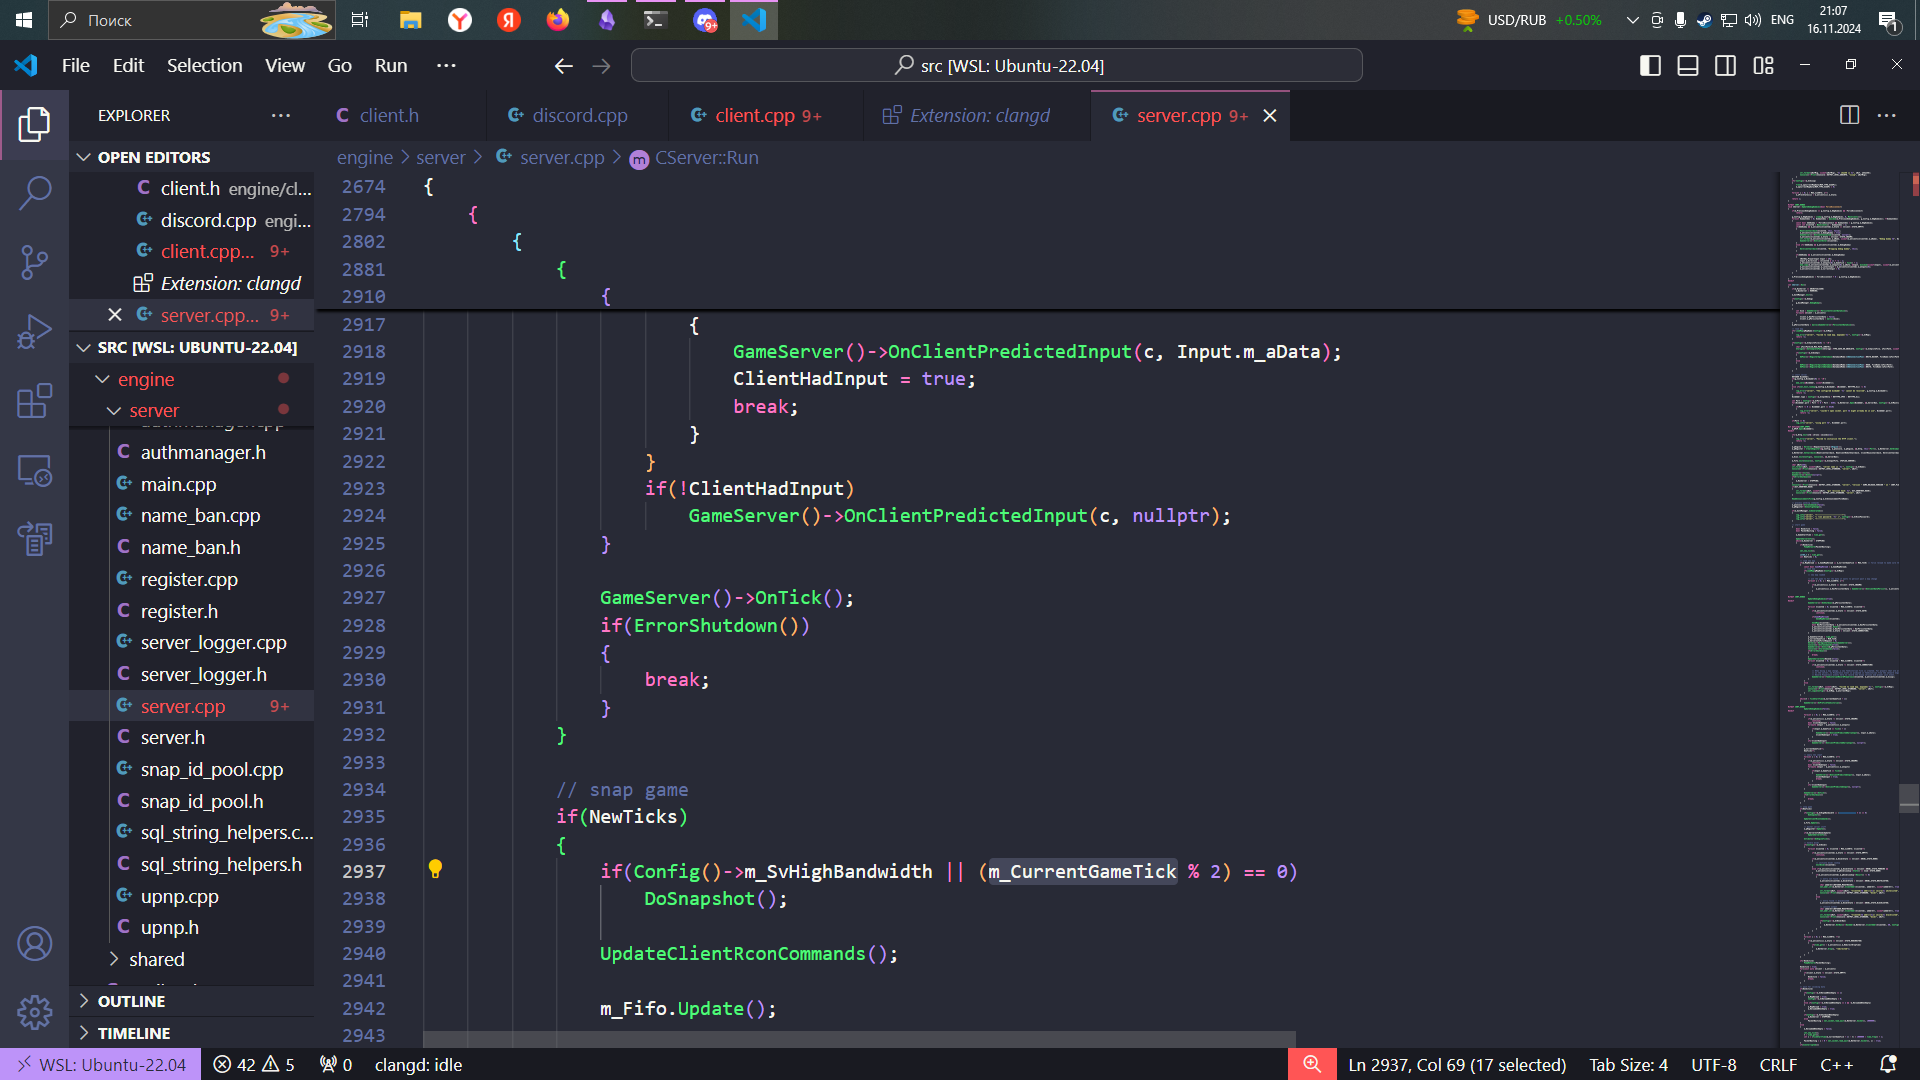 Поиск
USD/RUB +0.50%
ENG
21:07
16.11.2024
1
9+
File Edit Selection View Go Run ···
src [WSL: Ubuntu-22.04]
EXPLORER
client.h
discord.cpp
client.cpp 9+
Extension: clangd
server.cpp 9+
OPEN EDITORS
client.h engine/cl...
discord.cpp engi...
client.cpp... 9+
Extension: clangd
server.cpp... 9+
SRC [WSL: UBUNTU-22.04]
engine
server
authmanager.cpp
authmanager.h
main.cpp
name_ban.cpp
name_ban.h
register.cpp
register.h
server_logger.cpp
server_logger.h
server.cpp 9+
server.h
snap_id_pool.cpp
snap_id_pool.h
sql_string_helpers.c...
sql_string_helpers.h
upnp.cpp
upnp.h
shared
OUTLINE
TIMELINE
engine > server > server.cpp > CServer::Run
2674 {
2794 {
2802 {
2881 {
2910 {
2917 {
2918 GameServer()->OnClientPredictedInput(c, Input.m_aData);
2919 ClientHadInput = true;
2920 break;
2921 }
2922 }
2923 if(!ClientHadInput)
2924 GameServer()->OnClientPredictedInput(c, nullptr);
2925 }
2926
2927 GameServer()->OnTick();
2928 if(ErrorShutdown())
2929 {
2930 break;
2931 }
2932 }
2933
2934 // snap game
2935 if(NewTicks)
2936 {
2937 if(Config()->m_SvHighBandwidth || (m_CurrentGameTick % 2) == 0)
2938 DoSnapshot();
2939
2940 UpdateClientRconCommands();
2941
2942 m_Fifo.Update();
2943
WSL: Ubuntu-22.04 42 5 0 clangd: idle
Ln 2937, Col 69 (17 selected) Tab Size: 4 UTF-8 CRLF C++